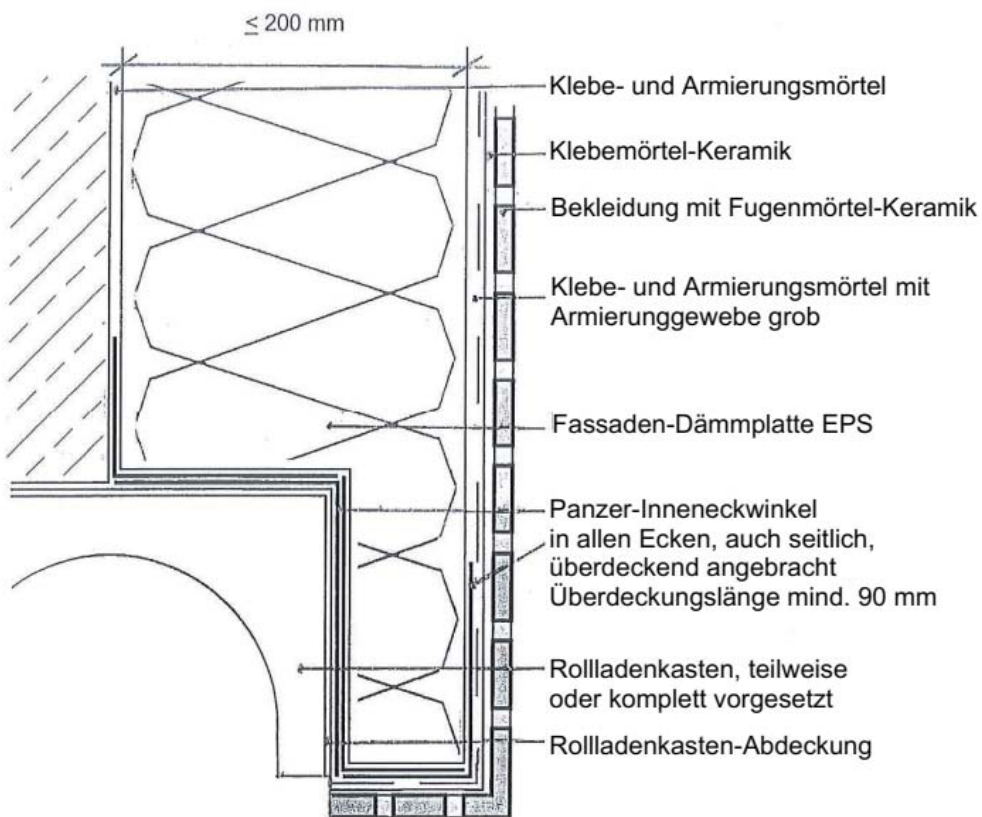 ≤ 200 mm
Klebe- und Armierungsmörtel
Klebemörtel-Keramik
Bekleidung mit Fugenmörtel-Keramik
Klebe- und Armierungsmörtel mit
Armierunggewebe grob
Fassaden-Dämmplatte EPS
Panzer-Inneneckwinkel
in allen Ecken, auch seitlich,
überdeckend angebracht
Überdeckungslänge mind. 90 mm
Rollladenkasten, teilweise
oder komplett vorgesetzt
Rollladenkasten-Abdeckung